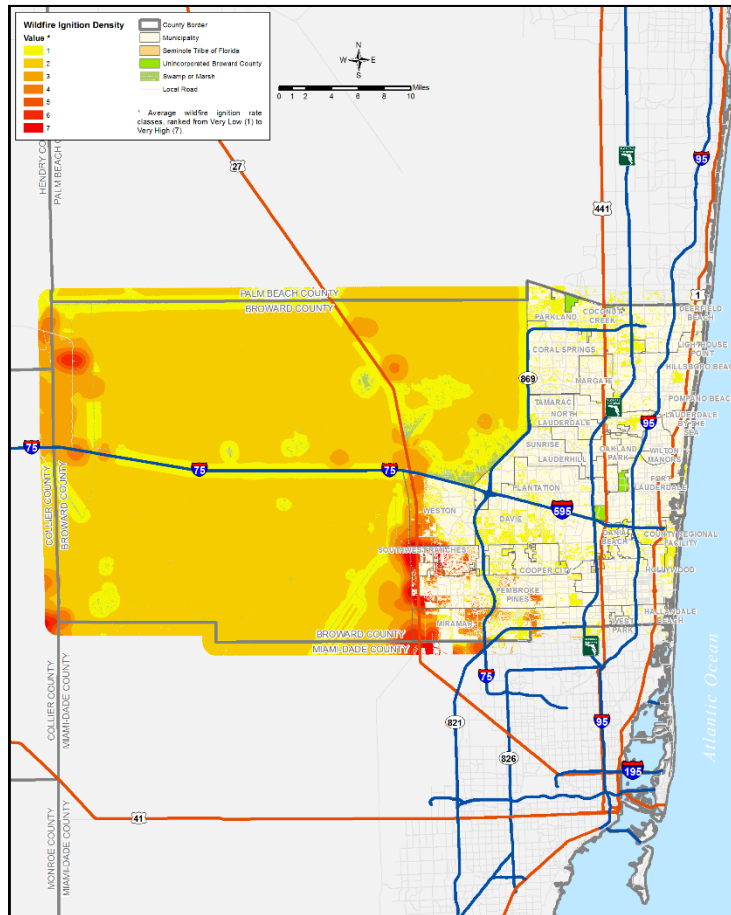 Wildfire Ignition Density
Value *
1
2
3
4
5
6
7
County Border
Municipality
Seminole Tribe of Florida
Unincorporated Broward County
Swamp or Marsh
Local Road
* Average wildfire ignition rate
classes, ranked from Very Low (1) to
Very High (7).
N
W E
S
Miles
0 1 2 4 6 8 10
HENDRY CO
PALM BEACH COUNTY
27
95
441
1
PALM BEACH COUNTY
BROWARD COUNTY
DEERFIELD
BEACH
COCONUT
CREEK
PARKLAND
LIGHTHOUSE
POINT
CORAL SPRINGS
HILLSBORO BEACH
869
MARGATE
POMPANO BEACH
TAMARAC
NORTH
LAUDERDALE
LAUDERDALE
BY THE
SEA
95
SUNRISE
OAKLAND
PARK
WILTON
MANORS
LAUDERHILL
75
75
75
PLANTATION
FORT
LAUDERDALE
WESTON
DAVIE
595
COLLIER COUNTY
BROWARD COUNTY
DANIA
BEACH
COUNTY REGIONAL
FACILITY
SOUTHWEST RANCHES
COOPER CITY
HOLLYWOOD
PEMBROKE
PINES
HALLANDALE
BEACH
MIRAMAR
WEST
PARK
BROWARD COUNTY
MIAMI-DADE COUNTY
75
COLLIER COUNTY
MIAMI-DADE COUNTY
821
826
95
195
Atlantic Ocean
41
MONROE COUNTY
MIAMI-DADE COUNTY